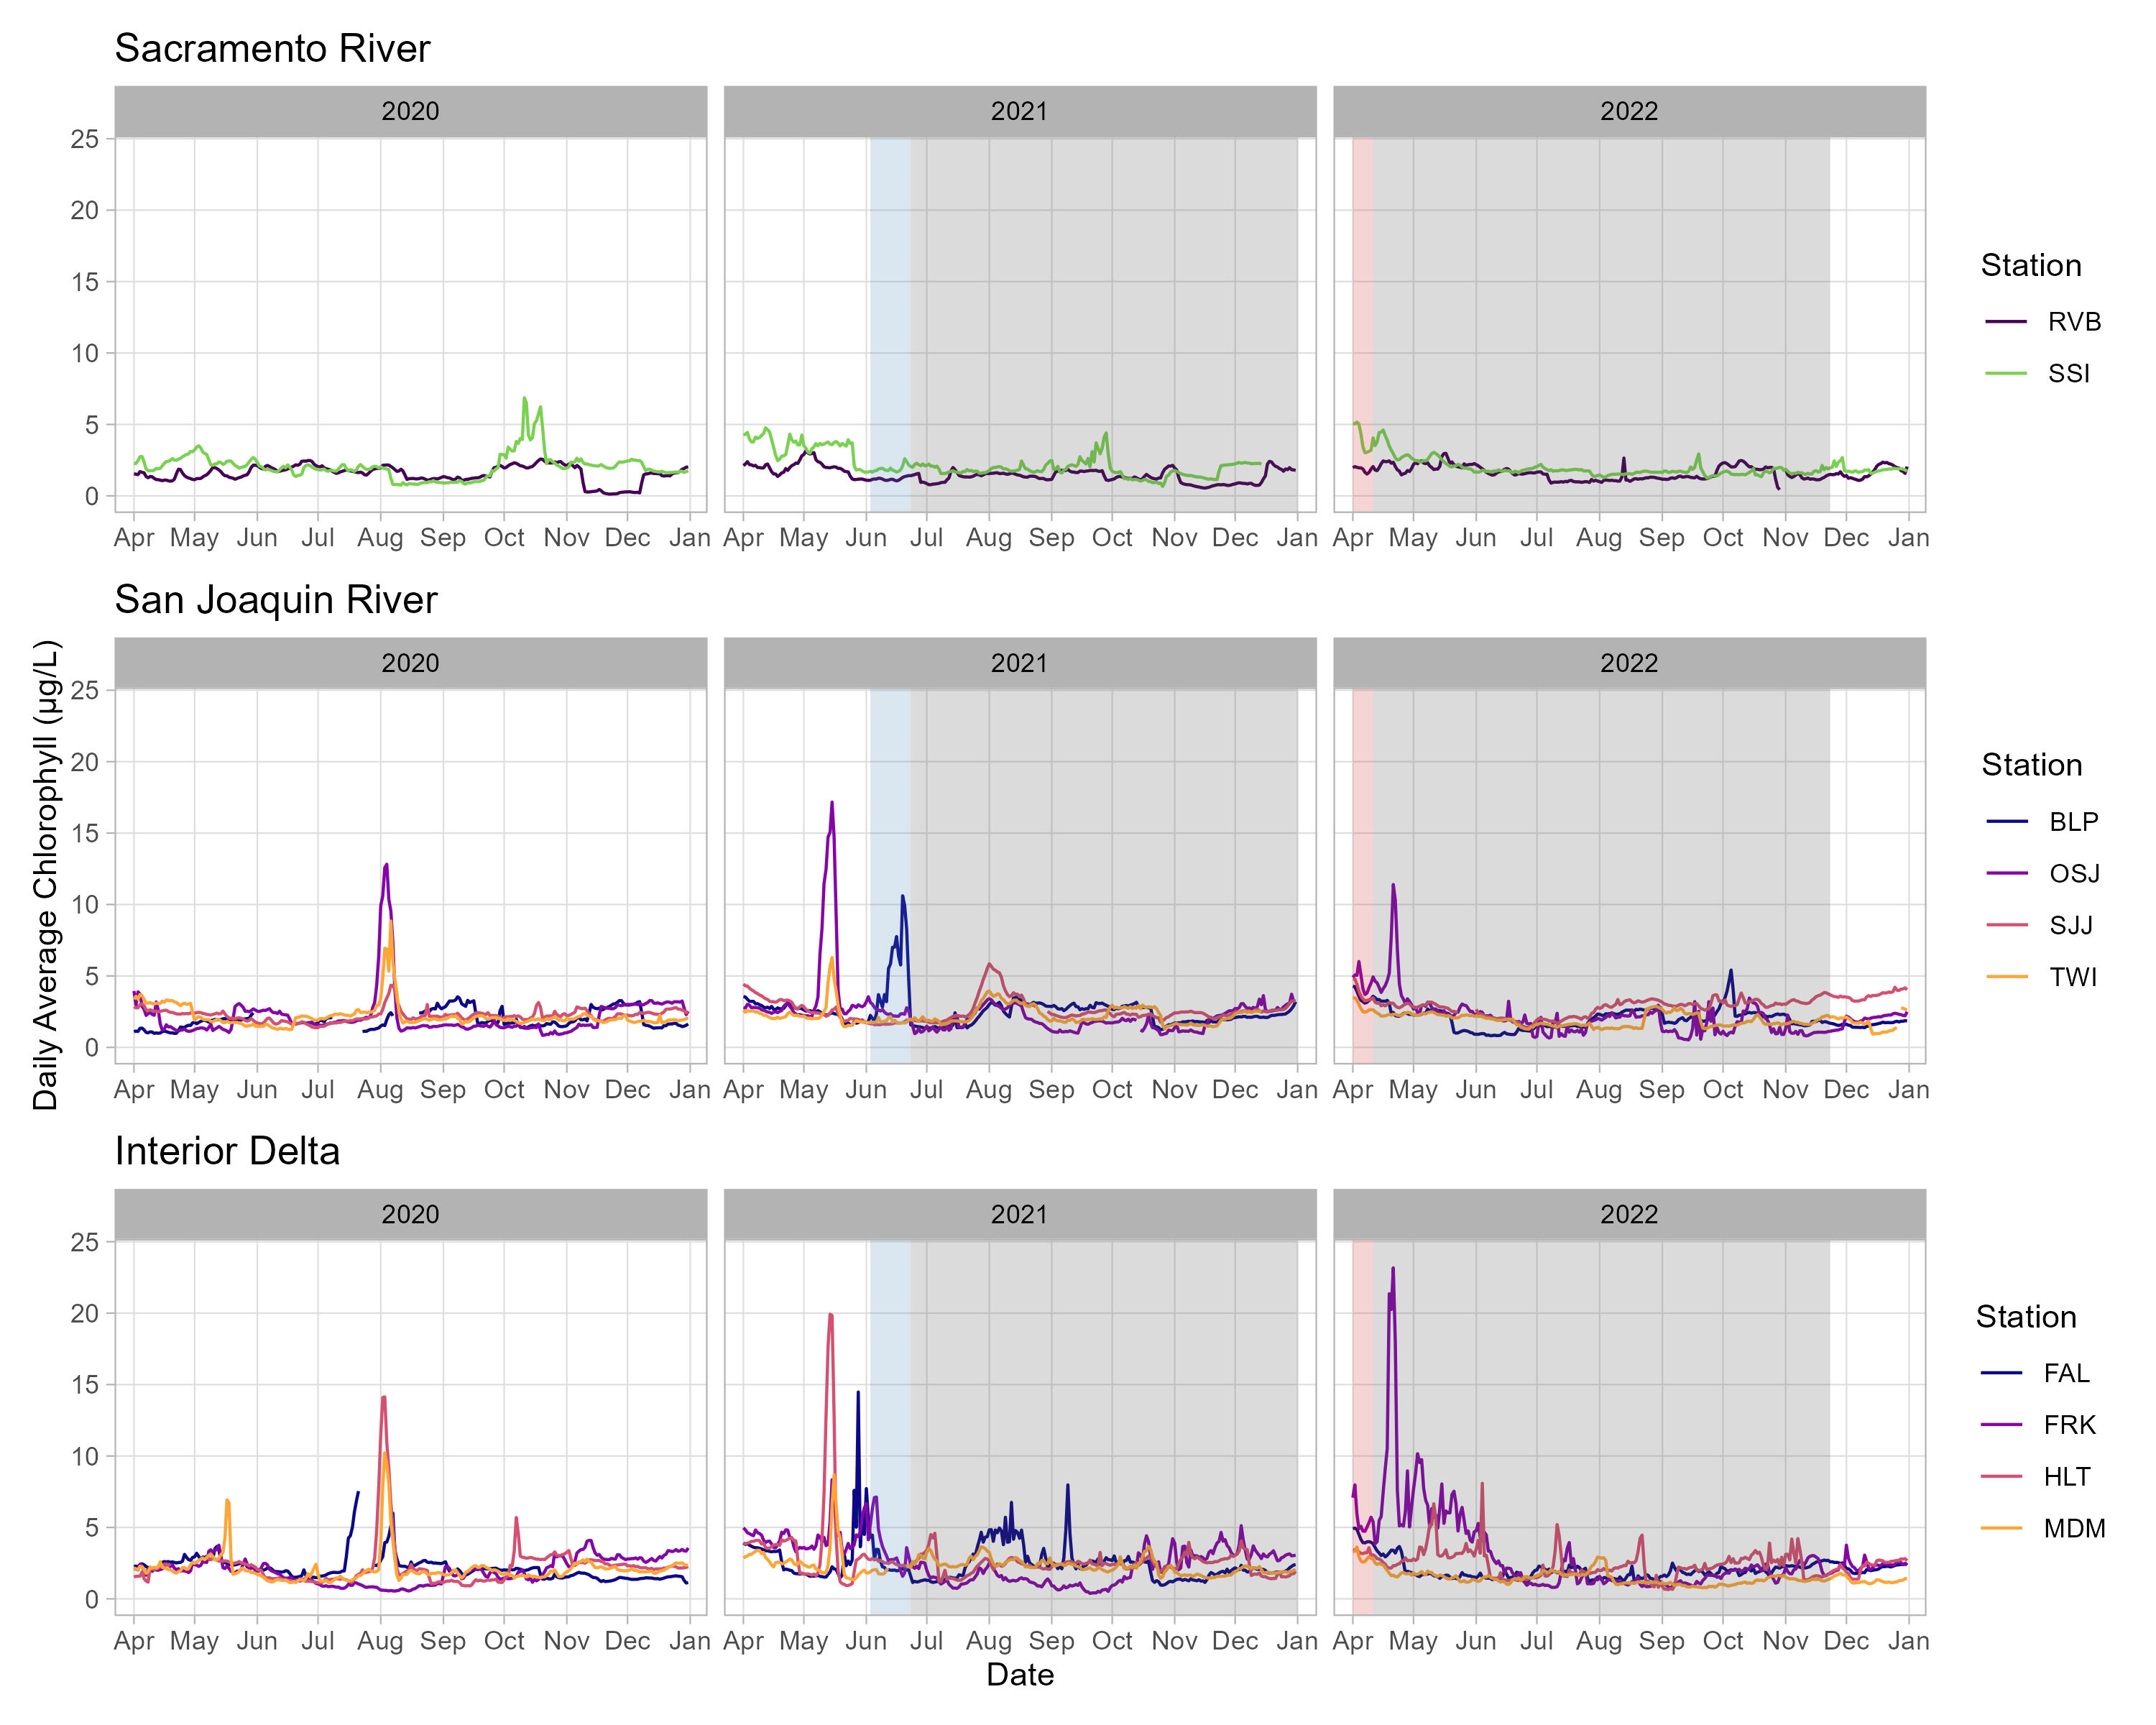 Sacramento River
2020 2021 2022
25
20
15
10
5
0
Apr May Jun Jul Aug Sep Oct Nov Dec Jan Apr May Jun Jul Aug Sep Oct Nov Dec Jan Apr May Jun Jul Aug Sep Oct Nov Dec Jan
Station
RVB
SSI
Daily Average Chlorophyll (µg/L)
San Joaquin River
2020 2021 2022
25
20
15
10
5
0
Apr May Jun Jul Aug Sep Oct Nov Dec Jan Apr May Jun Jul Aug Sep Oct Nov Dec Jan Apr May Jun Jul Aug Sep Oct Nov Dec Jan
Station
BLP
OSJ
SJJ
TWI
Interior Delta
2020 2021 2022
25
20
15
10
5
0
Apr May Jun Jul Aug Sep Oct Nov Dec Jan Apr May Jun Jul Aug Sep Oct Nov Dec Jan Apr May Jun Jul Aug Sep Oct Nov Dec Jan
Date
Station
FAL
FRK
HLT
MDM